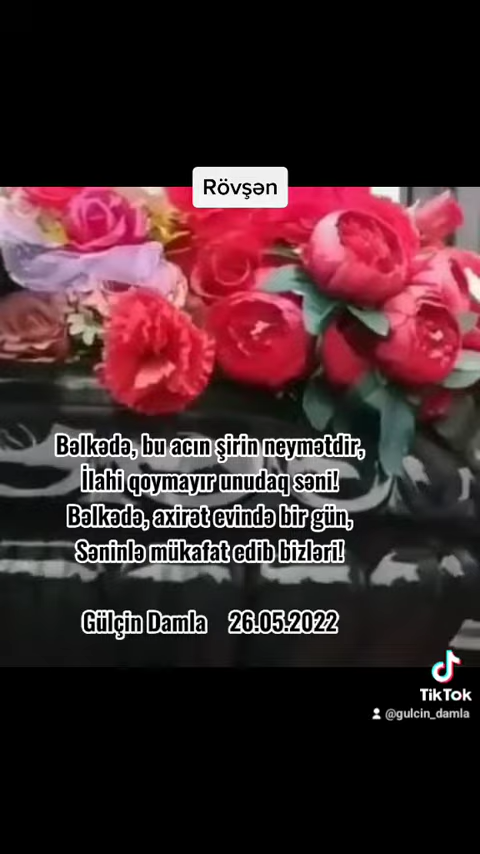 Rövşən
Bəlkədə, bu acın şirin neymətdir,
İlahi qoymayır unudaq səni!
Bəlkədə, axirət evində bir gün,
Səninlə mükafat edib bizləri!
Gülçin Damla 26.05.2022
TikTok
@gulcin_damla